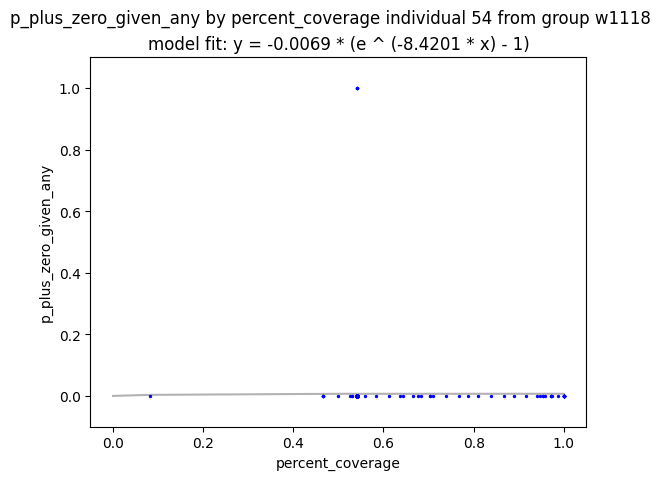 p_plus_zero_given_any by percent_coverage individual 54 from group w1118
model fit: y = -0.0069 * (e ^ (-8.4201 * x) - 1)
1.0
0.8
0.6
0.4
0.2
0.0
p_plus_zero_given_any
0.0 0.2 0.4 0.6 0.8 1.0
percent_coverage